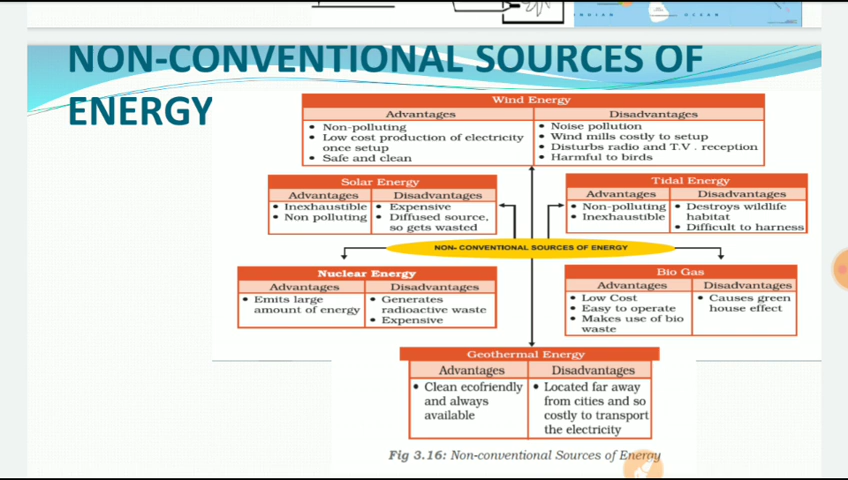 INDIAN OCEAN
NON-CONVENTIONAL SOURCES OF
ENERGY
Wind Energy
Advantages
• Non-polluting
• Low cost production of electricity
once setup
• Safe and clean
Disadvantages
• Noise pollution
• Wind mills costly to setup
• Disturbs radio and T.V . reception
• Harmful to birds
Solar Energy
Advantages
• Inexhaustible
• Non polluting
Disadvantages
• Expensive
• Diffused source,
so gets wasted
Tidal Energy
Advantages
• Non-polluting
• Inexhaustible
Disadvantages
• Destroys wildlife
habitat
• Difficult to harness
NON- CONVENTIONAL SOURCES OF ENERGY
Nuclear Energy
Advantages
• Emits large
amount of energy
Disadvantages
• Generates
radioactive waste
• Expensive
Bio Gas
Advantages
• Low Cost
• Easy to operate
• Makes use of bio
waste
Disadvantages
• Causes green
house effect
Geothermal Energy
Advantages
• Clean ecofriendly
and always
available
Disadvantages
• Located far away
from cities and so
costly to transport
the electricity
Fig 3.16: Non-conventional Sources of Energy